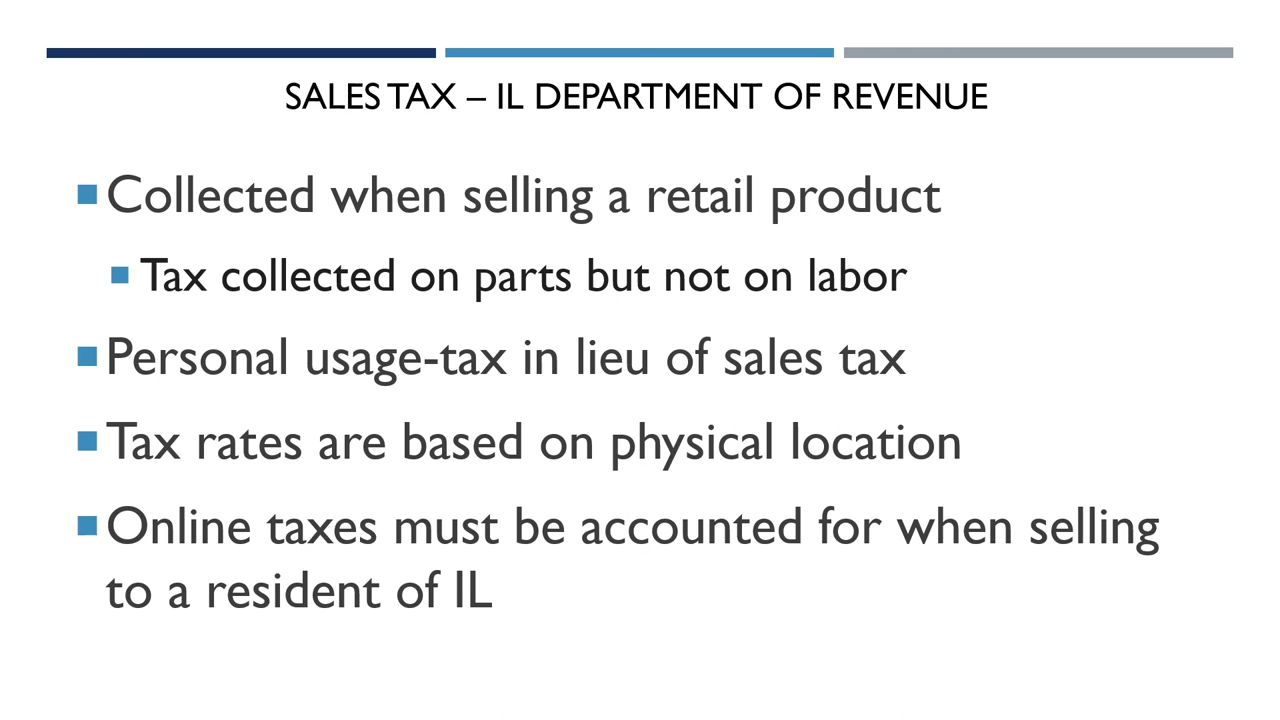 SALES TAX – IL DEPARTMENT OF REVENUE
Collected when selling a retail product
Tax collected on parts but not on labor
Personal usage-tax in lieu of sales tax
Tax rates are based on physical location
Online taxes must be accounted for when selling
to a resident of IL